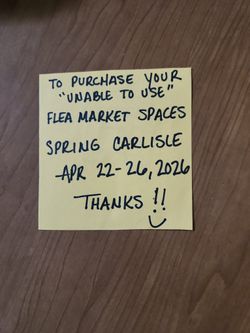 TO PURCHASE YOUR
"UNABLE TO USE"
FLEA MARKET SPACES
SPRING CARLISLE
APR 22-26, 2026
THANKS !!